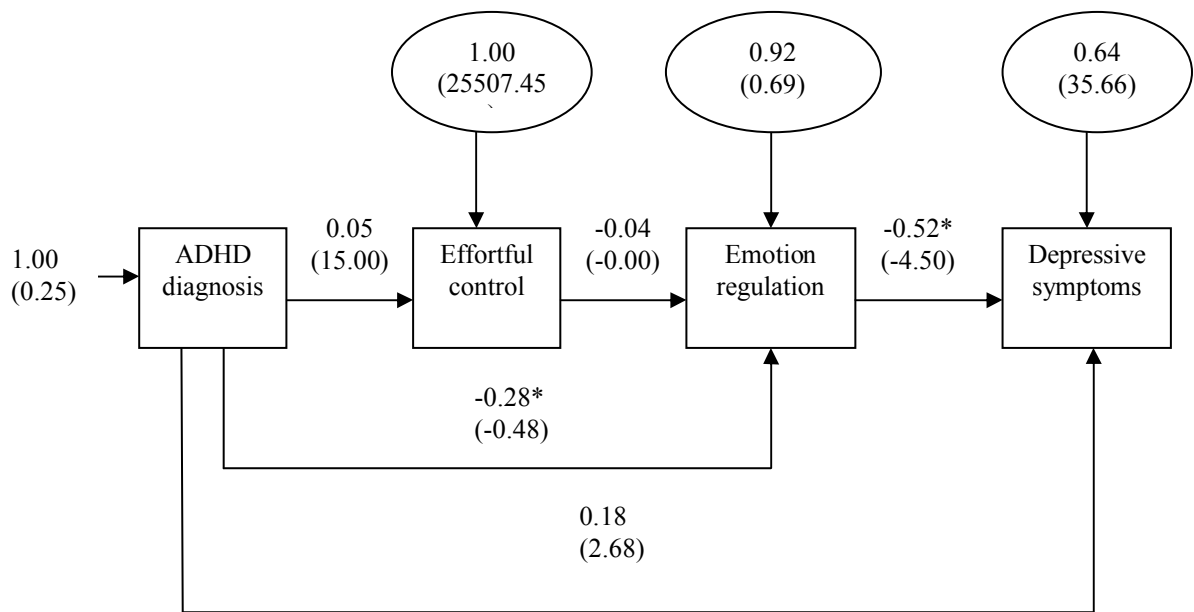 1.00
(25507.45
0.92
(0.69)
0.64
(35.66)
1.00
(0.25)
ADHD
diagnosis
0.05
(15.00)
Effortful
control
-0.04
(-0.00)
Emotion
regulation
-0.52*
(-4.50)
Depressive
symptoms
-0.28*
(-0.48)
0.18
(2.68)